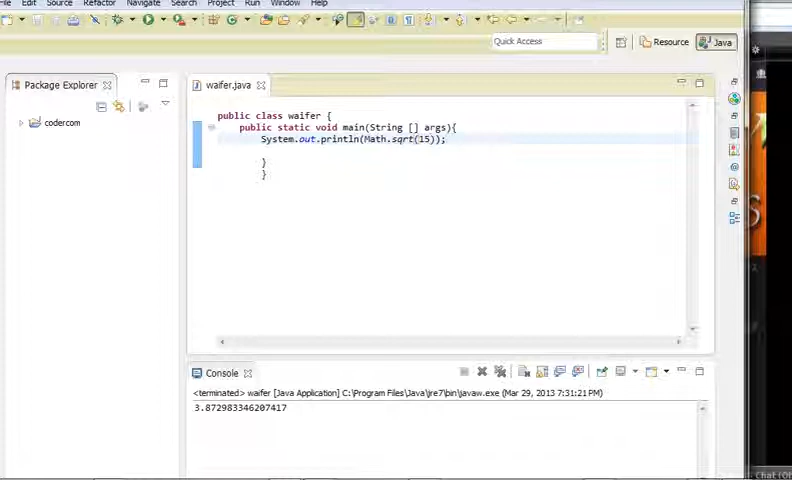 File Edit Source Refactor Navigate Search Project Run Window Help
Quick Access
Resource
Java
Package Explorer
codercom
waifer.java
public class waifer {
public static void main(String [] args){
System.out.println(Math.sqrt(15));
}
}
Console
<terminated> waifer [Java Application] C:\Program Files\Java\jre7\bin\javaw.exe (Mar 29, 2013 7:31:21 PM)
3.872983346207417